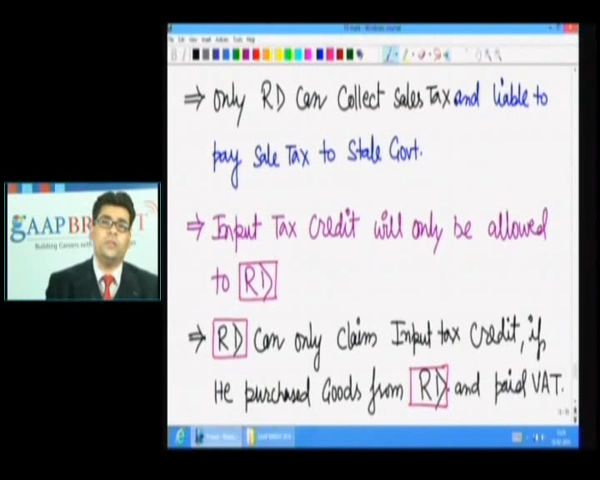 ⇒ only RD can collect Sales Tax and liable to
pay Sale Tax to State Govt.
⇒ Input Tax Credit will only be allowed
to RD
⇒ RD can only claim Input tax credit, if
He purchased Goods from RD and paid VAT.
gAAPBR T
Building Careers with